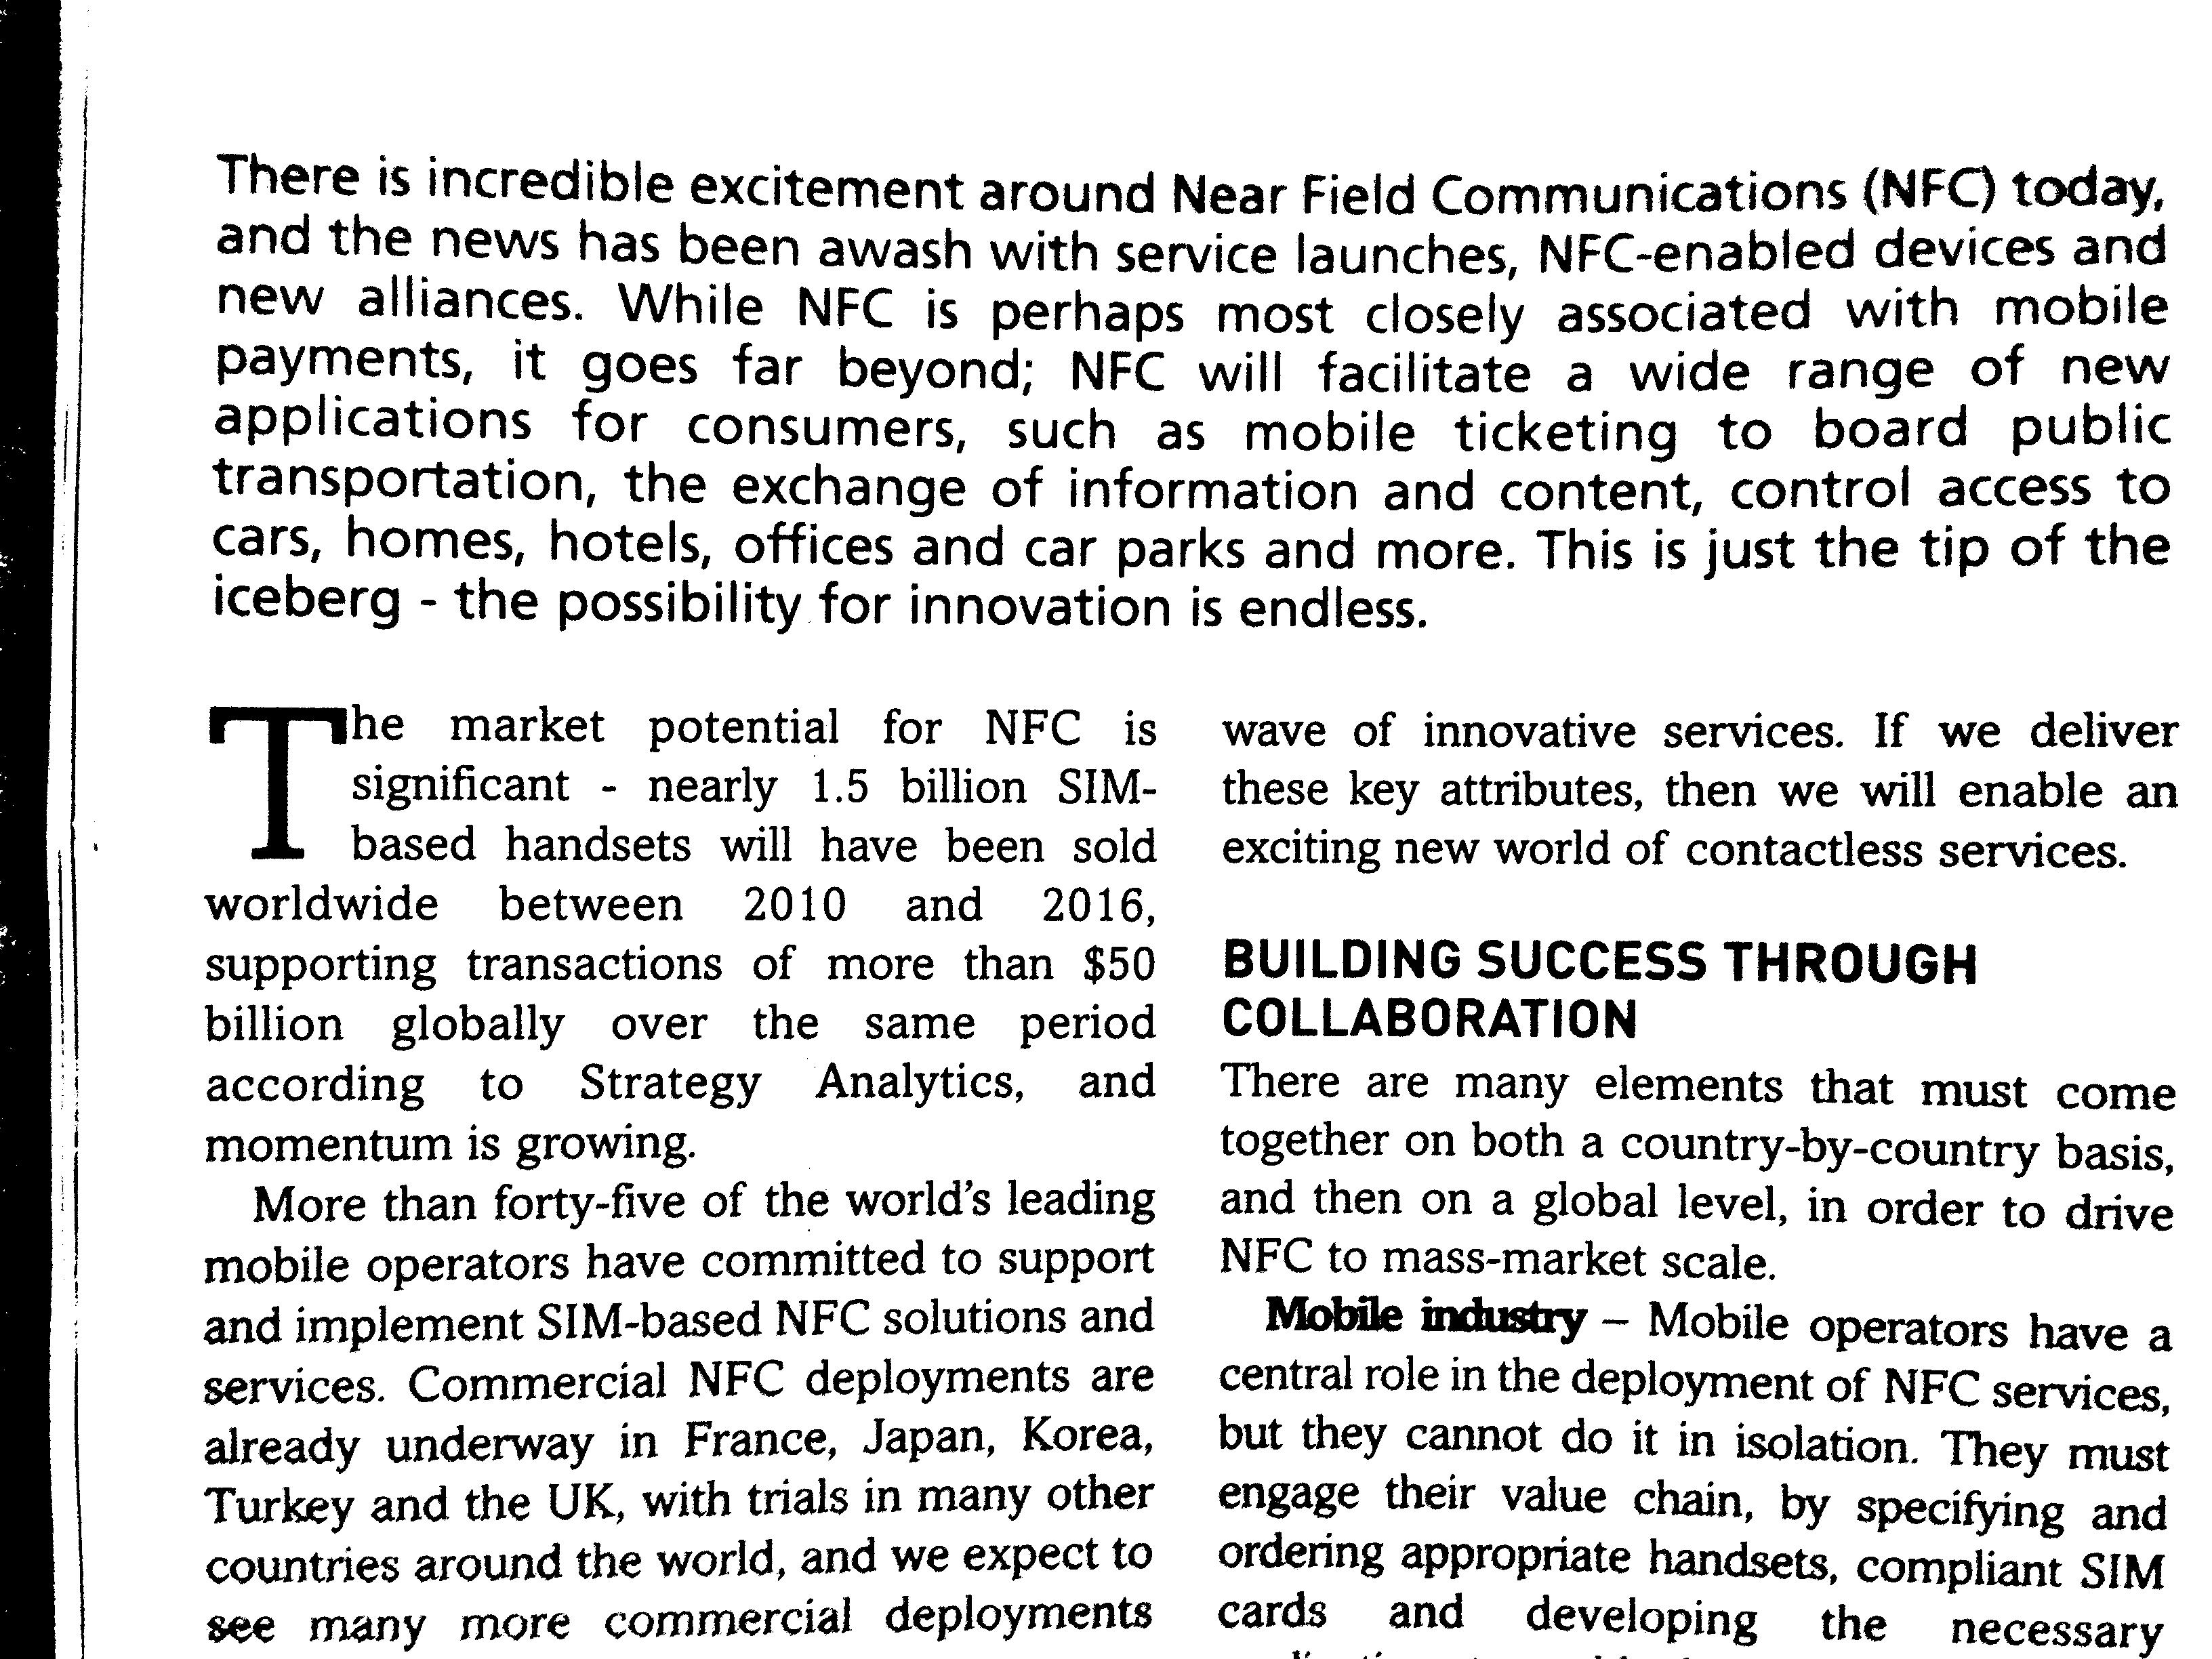 There is incredible excitement around Near Field Communications (NFC) today,
and the news has been awash with service launches, NFC-enabled devices and
new alliances. While NFC is perhaps most closely associated with mobile
payments, it goes far beyond; NFC will facilitate a wide range of new
applications for consumers, such as mobile ticketing to board public
transportation, the exchange of information and content, control access to
cars, homes, hotels, offices and car parks and more. This is just the tip of the
iceberg - the possibility for innovation is endless.
The market potential for NFC is
significant - nearly 1.5 billion SIM-
based handsets will have been sold
worldwide between 2010 and 2016,
supporting transactions of more than $50
billion globally over the same period
according to Strategy Analytics, and
momentum is growing.
More than forty-five of the world's leading
mobile operators have committed to support
and implement SIM-based NFC solutions and
services. Commercial NFC deployments are
already underway in France, Japan, Korea,
Turkey and the UK, with trials in many other
countries around the world, and we expect to
see many more commercial deployments
wave of innovative services. If we deliver
these key attributes, then we will enable an
exciting new world of contactless services.
BUILDING SUCCESS THROUGH
COLLABORATION
There are many elements that must come
together on both a country-by-country basis,
and then on a global level, in order to drive
NFC to mass-market scale.
Mobile industry – Mobile operators have a
central role in the deployment of NFC services,
but they cannot do it in isolation. They must
engage their value chain, by specifying and
ordering appropriate handsets, compliant SIM
cards and developing the necessary